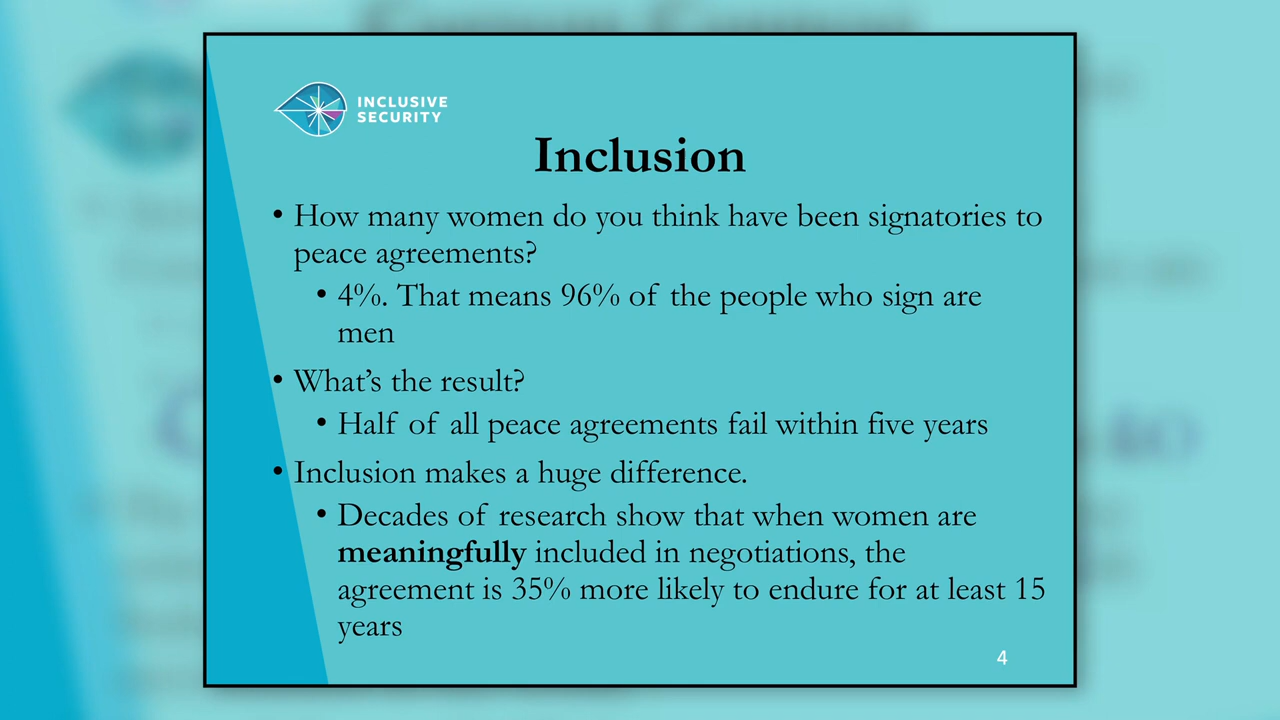 INCLUSIVE
SECURITY
Inclusion
• How many women do you think have been signatories to
peace agreements?
• 4%. That means 96% of the people who sign are
men
• What's the result?
• Half of all peace agreements fail within five years
• Inclusion makes a huge difference.
• Decades of research show that when women are
meaningfully included in negotiations, the
agreement is 35% more likely to endure for at least 15
years
4